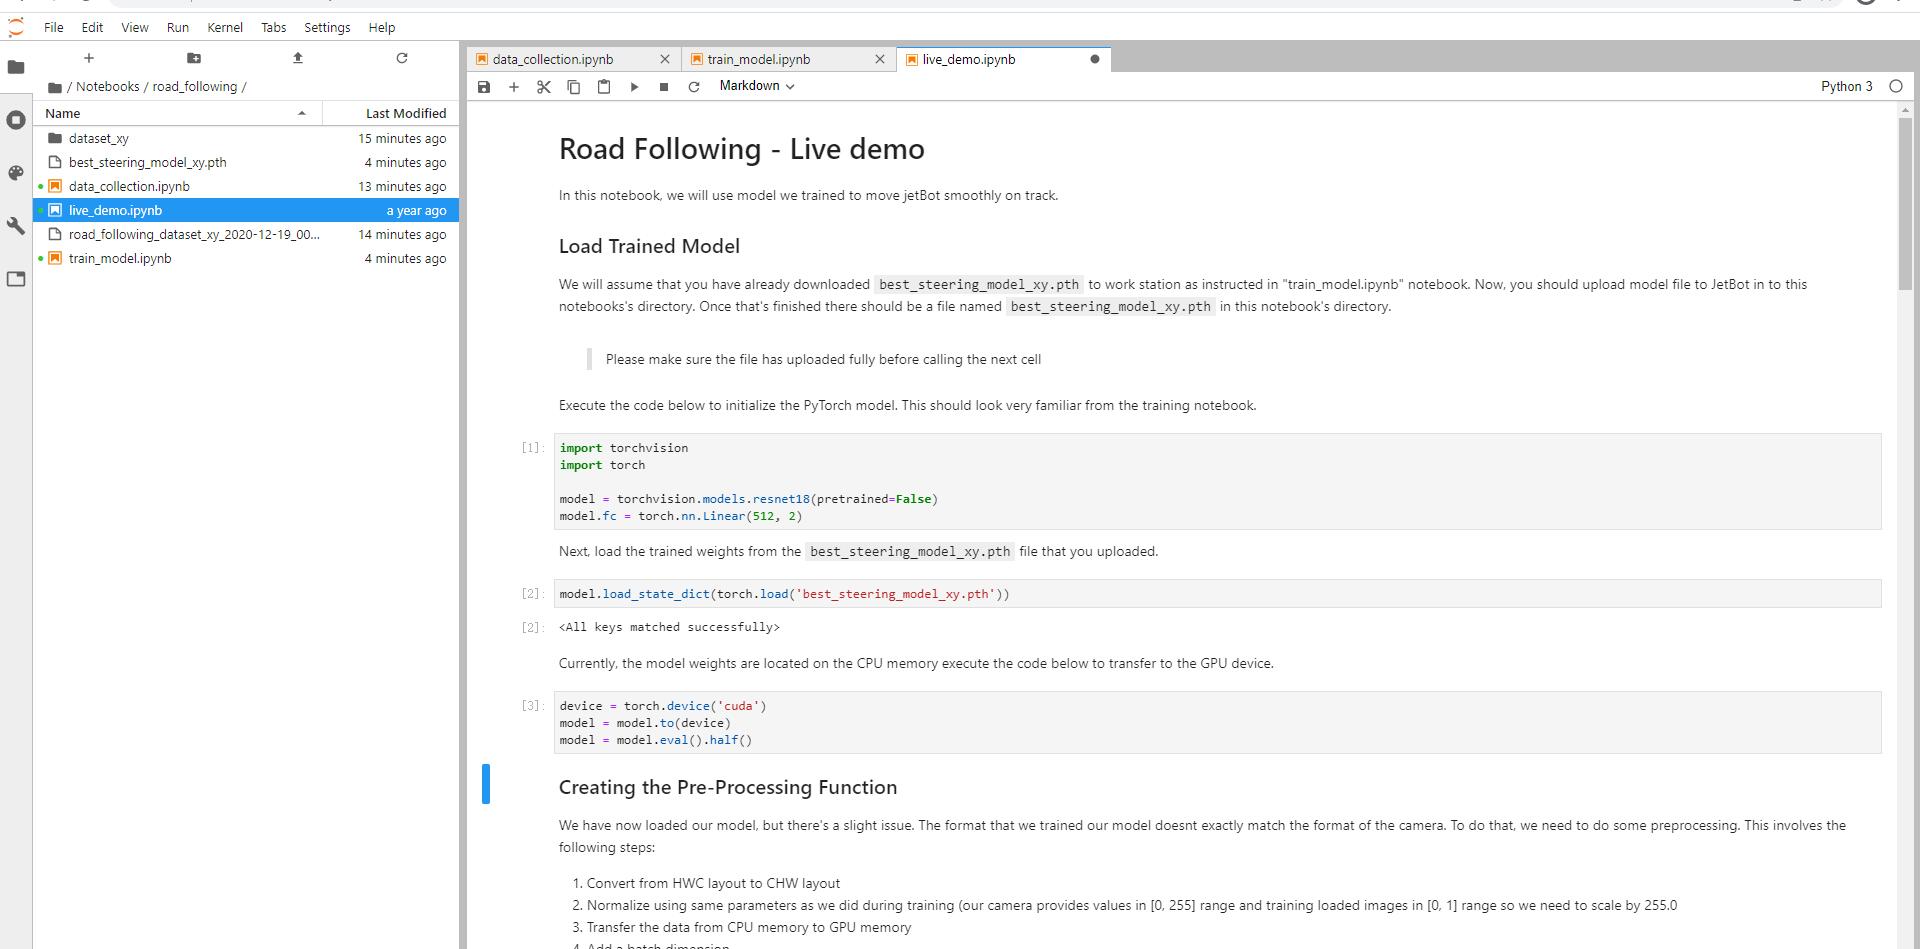 File Edit View Run Kernel Tabs Settings Help
/ Notebooks / road_following /
Name Last Modified
dataset_xy 15 minutes ago
best_steering_model_xy.pth 4 minutes ago
data_collection.ipynb 13 minutes ago
live_demo.ipynb a year ago
road_following_dataset_xy_2020-12-19_00... 14 minutes ago
train_model.ipynb 4 minutes ago
data_collection.ipynb train_model.ipynb live_demo.ipynb
Markdown Python 3
Road Following - Live demo
In this notebook, we will use model we trained to move jetBot smoothly on track.
Load Trained Model
We will assume that you have already downloaded best_steering_model_xy.pth to work station as instructed in "train_model.ipynb" notebook. Now, you should upload model file to JetBot in to this
notebooks's directory. Once that's finished there should be a file named best_steering_model_xy.pth in this notebook's directory.
Please make sure the file has uploaded fully before calling the next cell
Execute the code below to initialize the PyTorch model. This should look very familiar from the training notebook.
[1]: import torchvision
import torch
model = torchvision.models.resnet18(pretrained=False)
model.fc = torch.nn.Linear(512, 2)
Next, load the trained weights from the best_steering_model_xy.pth file that you uploaded.
[2]: model.load_state_dict(torch.load('best_steering_model_xy.pth'))
[2]: <All keys matched successfully>
Currently, the model weights are located on the CPU memory execute the code below to transfer to the GPU device.
[3]: device = torch.device('cuda')
model = model.to(device)
model = model.eval().half()
Creating the Pre-Processing Function
We have now loaded our model, but there's a slight issue. The format that we trained our model doesnt exactly match the format of the camera. To do that, we need to do some preprocessing. This involves the
following steps:
1. Convert from HWC layout to CHW layout
2. Normalize using same parameters as we did during training (our camera provides values in [0, 255] range and training loaded images in [0, 1] range so we need to scale by 255.0
3. Transfer the data from CPU memory to GPU memory
4. Add a batch dimension